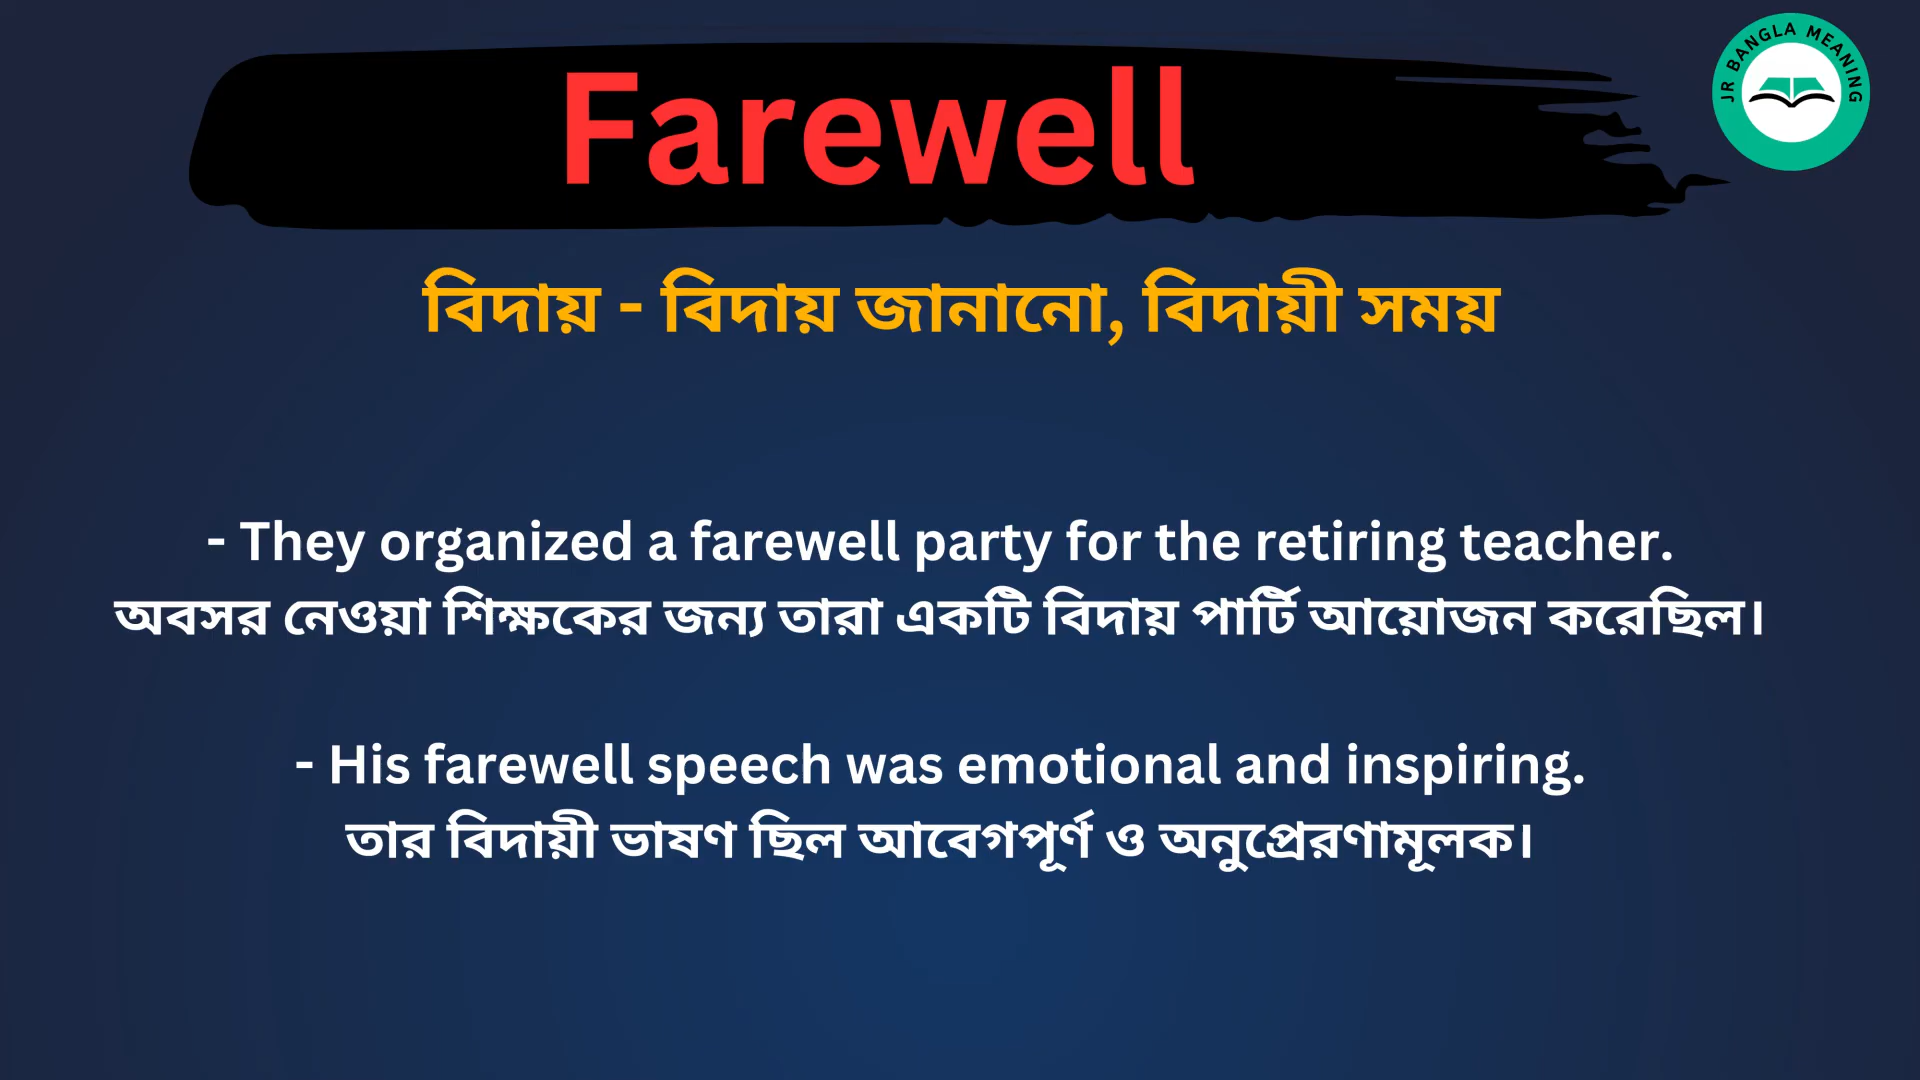 JR BANGLA MEANING
Farewell
বিদায় - বিদায় জানানো, বিদায়ী সময়
- They organized a farewell party for the retiring teacher.
অবসর নেওয়া শিক্ষকের জন্য তারা একটি বিদায় পার্টি আয়োজন করেছিল।
- His farewell speech was emotional and inspiring.
তার বিদায়ী ভাষণ ছিল আবেগপূর্ণ ও অনুপ্রেরণামূলক।